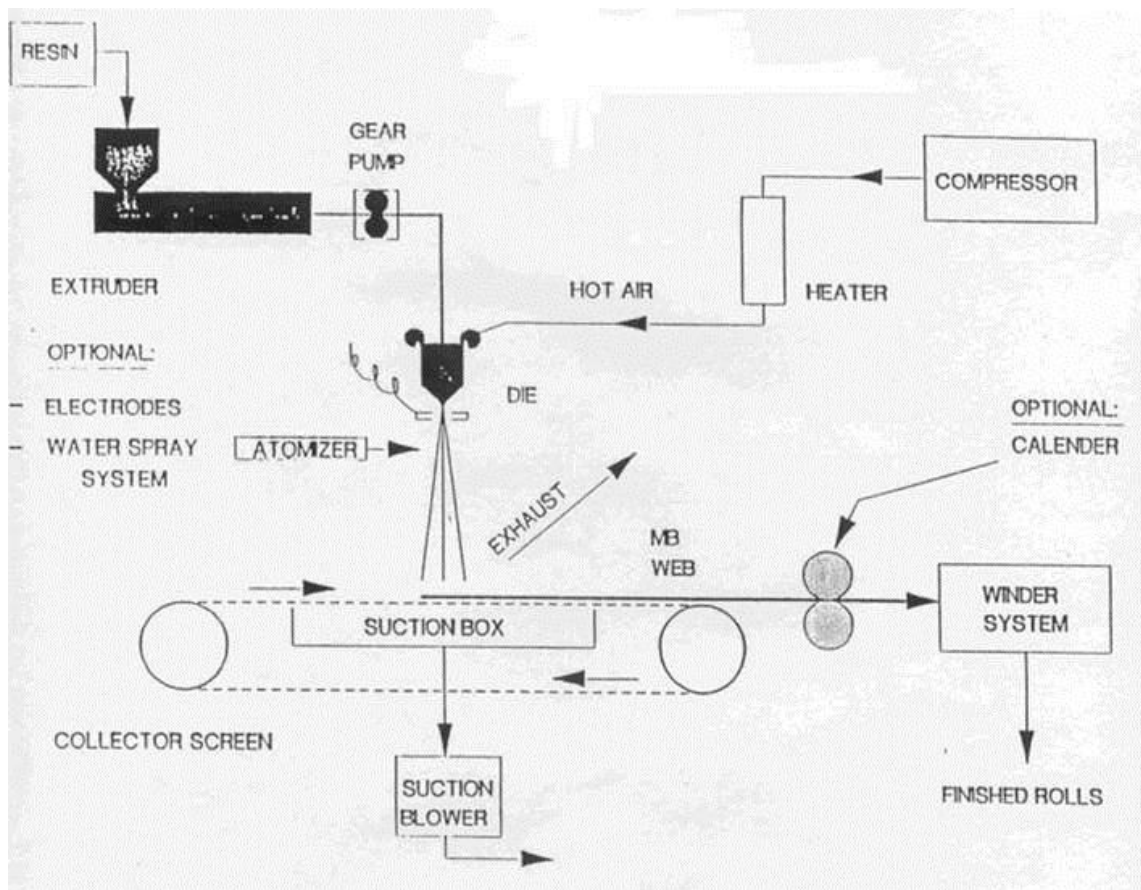 RESIN
GEAR
PUMP
COMPRESSOR
EXTRUDER
HOT AIR
HEATER
OPTIONAL:
DIE
ELECTRODES
OPTIONAL:
WATER SPRAY
SYSTEM
ATOMIZER
CALENDER
EXHAUST
MB
WEB
SUCTION BOX
WINDER
SYSTEM
COLLECTOR SCREEN
SUCTION
BLOWER
FINISHED ROLLS